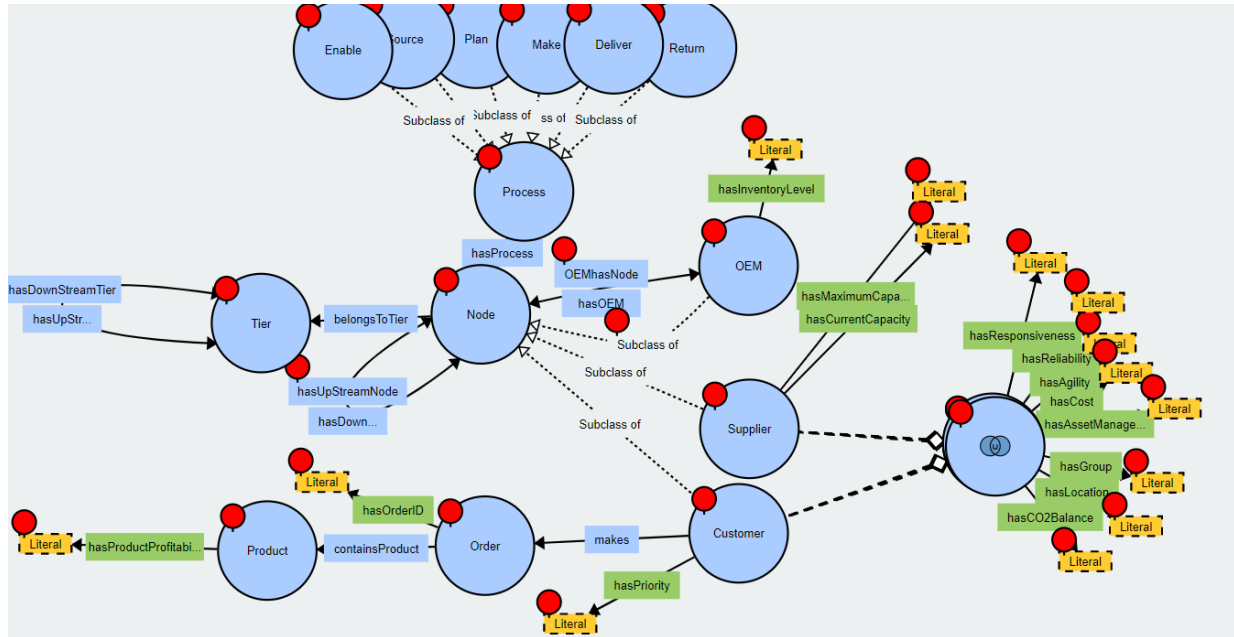 Enable
Source
Plan
Make
Deliver
Return
Subclass of
Subclass of
ss of
Subclass of
Process
Literal
hasInventoryLevel
Literal
Literal
hasProcess
OEMhasNode
hasOEM
OEM
Literal
hasDownStreamTier
hasUpStr...
Tier
belongsToTier
Node
hasMaximumCapa...
hasCurrentCapacity
Literal
Subclass of
hasResponsiveness
Literal
hasReliability
Literal
hasUpStreamNode
Subclass of
hasAgility
hasCost
Literal
hasDown...
Subclass of
Supplier
hasAssetManage...
hasGroup
Literal
Literal
hasOrderID
hasLocation
hasCO2Balance
Literal
Literal
hasProductProfitabi...
Product
containsProduct
Order
makes
Customer
Literal
hasPriority
Literal